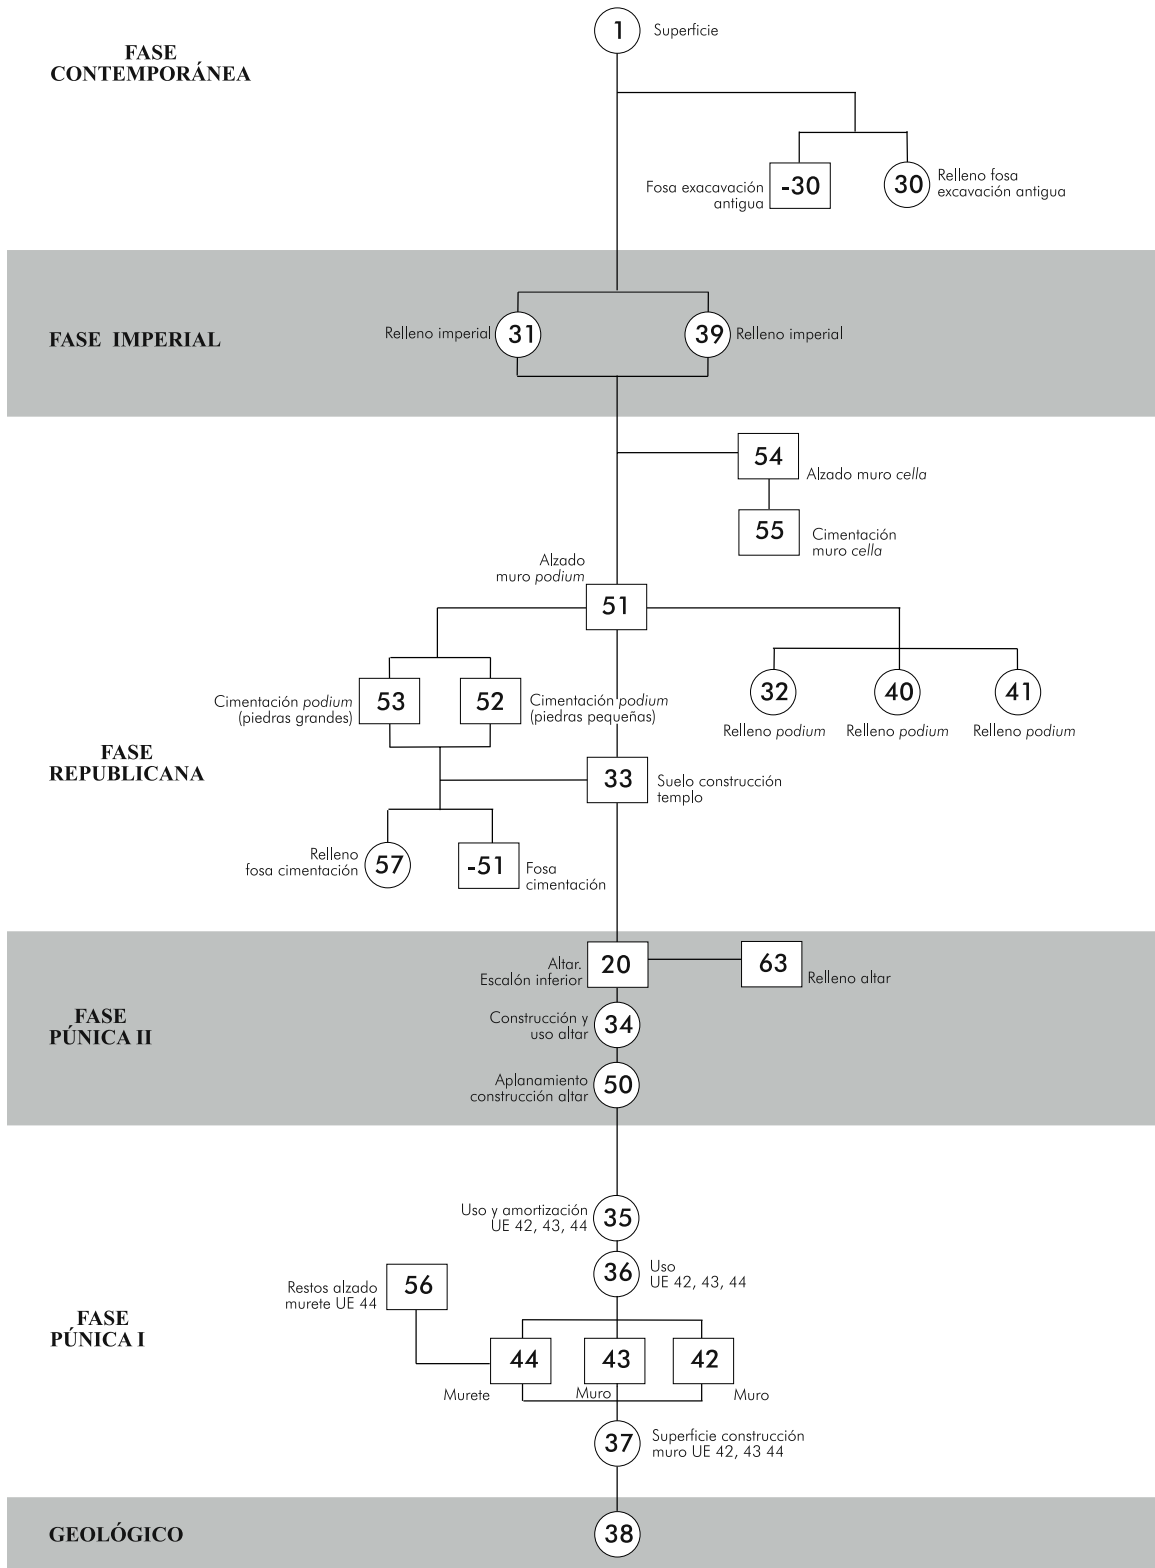 1
Superficie
FASE
CONTEMPORÁNEA
Fosa exacavación
antigua
-30
30
Relleno fosa
excavación antigua
FASE IMPERIAL
Relleno imperial
31
39
Relleno imperial
54
Alzado muro cella
55
Cimentación
muro cella
Alzado
muro podium
51
Cimentación podium
(piedras grandes)
53
52
Cimentación podium
(piedras pequeñas)
32
40
41
Relleno podium
Relleno podium
Relleno podium
FASE
REPUBLICANA
33
Suelo construcción
templo
Relleno
fosa cimentación
57
-51
Fosa
cimentación
Altar.
Escalón inferior
20
63
Relleno altar
FASE
PÚNICA II
Construcción y
uso altar
34
Aplanamiento
construcción altar
50
Uso y amortización
UE 42, 43, 44
35
36
Uso
UE 42, 43, 44
Restos alzado
murete UE 44
56
FASE
PÚNICA I
44
43
42
Murete
Muro
Muro
37
Superficie construcción
muro UE 42, 43 44
GEOLÓGICO
38